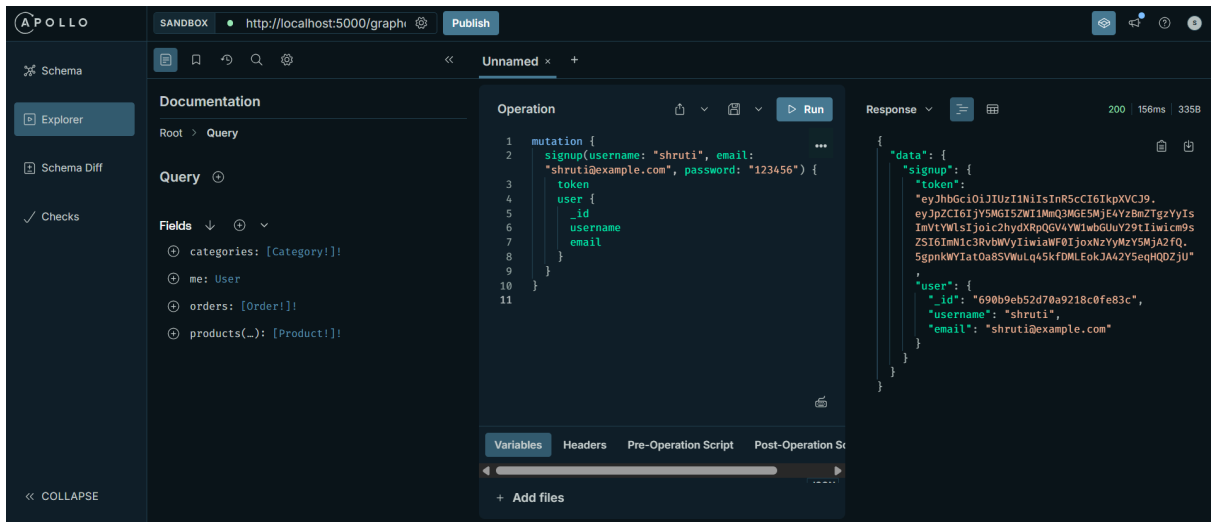 APOLLO
SANDBOX http://localhost:5000/graph Publish
S
Schema
Explorer
Schema Diff
Checks
COLLAPSE
Documentation
Root > Query
Query
Fields
categories: [Category!]!
me: User
orders: [Order!]!
products(…): [Product!]!
Unnamed × +
Operation
Run
1 mutation {
2 signup(username: "shruti", email:
"shruti@example.com", password: "123456") {
3 token
4 user {
5 _id
6 username
7 email
8 }
9 }
10 }
11
Variables Headers Pre-Operation Script Post-Operation
+ Add files
Response 200 156ms 335B
{
"data": {
"signup": {
"token":
"eyJhbGciOiJIUzI1NiIsInR5cCI6IkpXVCJ9.
eyJpZCI6IjY5MGI5ZWI1MmQ3MGE5MjE4YzBmZTgzYyIs
ImVtYWlsIjoic2hydXRpQGV4YW1wbGUuY29tIiwicm9s
ZSI6ImN1c3RvbWVyIiwiaWF0IjoxNzYyMzY5MjA2fQ.
5gpnkWYIatOa8SVWuLq45kfDMLEokJA42Y5eqHQDZjU"
,
"user": {
"_id": "690b9eb52d70a9218c0fe83c",
"username": "shruti",
"email": "shruti@example.com"
}
}
}
}